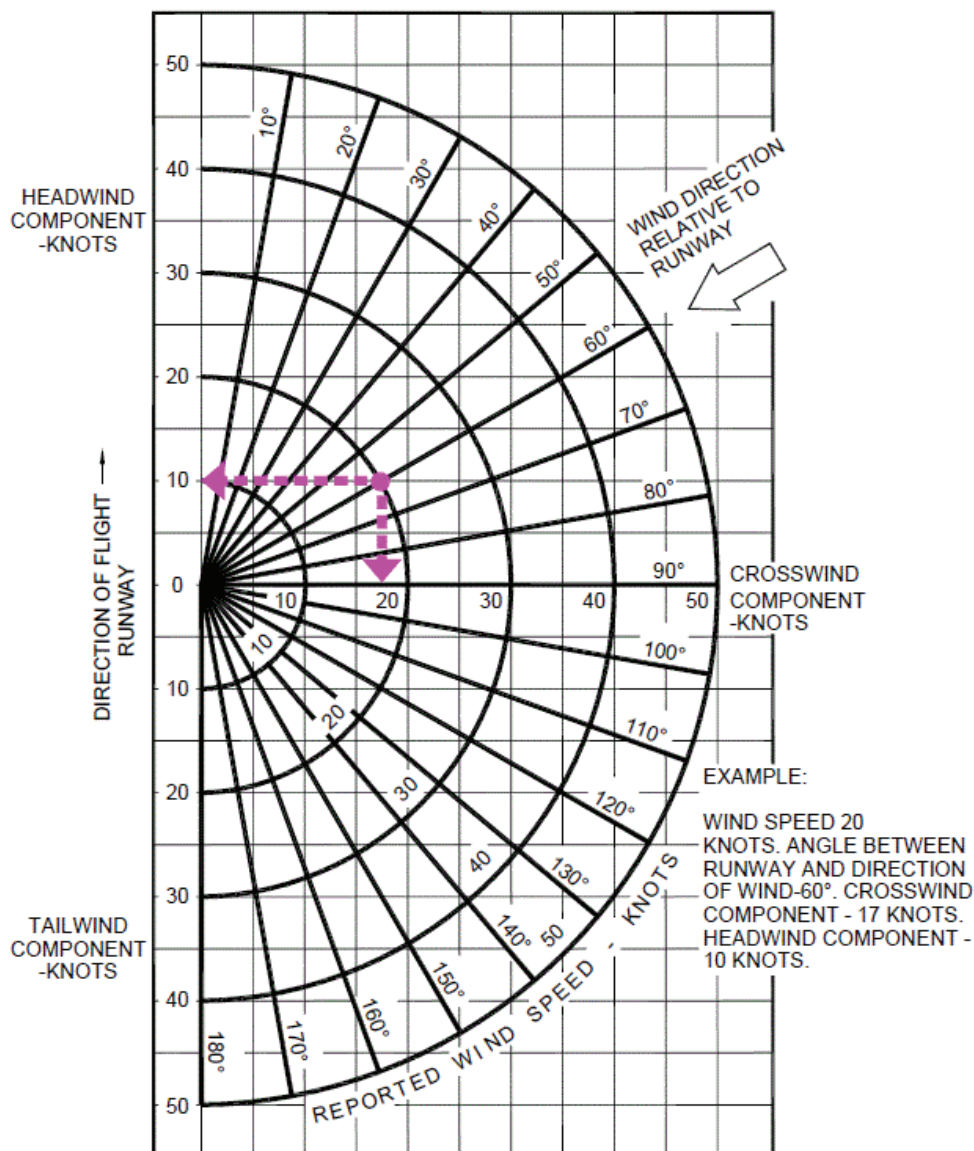 50
10°
20°
30°
40
40°
HEADWIND
COMPONENT
-KNOTS
WIND DIRECTION
RELATIVE TO
RUNWAY
50°
30
60°
20
70°
10
80°
DIRECTION OF FLIGHT
RUNWAY
0
10
20
30
40
50
90°
CROSSWIND
COMPONENT
-KNOTS
10
100°
10
20
110°
20
30
120°
40
130°
50
140°
30
150°
160°
170°
180°
TAILWIND
COMPONENT
-KNOTS
40
50
REPORTED WIND SPEED - KNOTS
EXAMPLE:
WIND SPEED 20
KNOTS. ANGLE BETWEEN
RUNWAY AND DIRECTION
OF WIND-60°. CROSSWIND
COMPONENT - 17 KNOTS.
HEADWIND COMPONENT -
10 KNOTS.